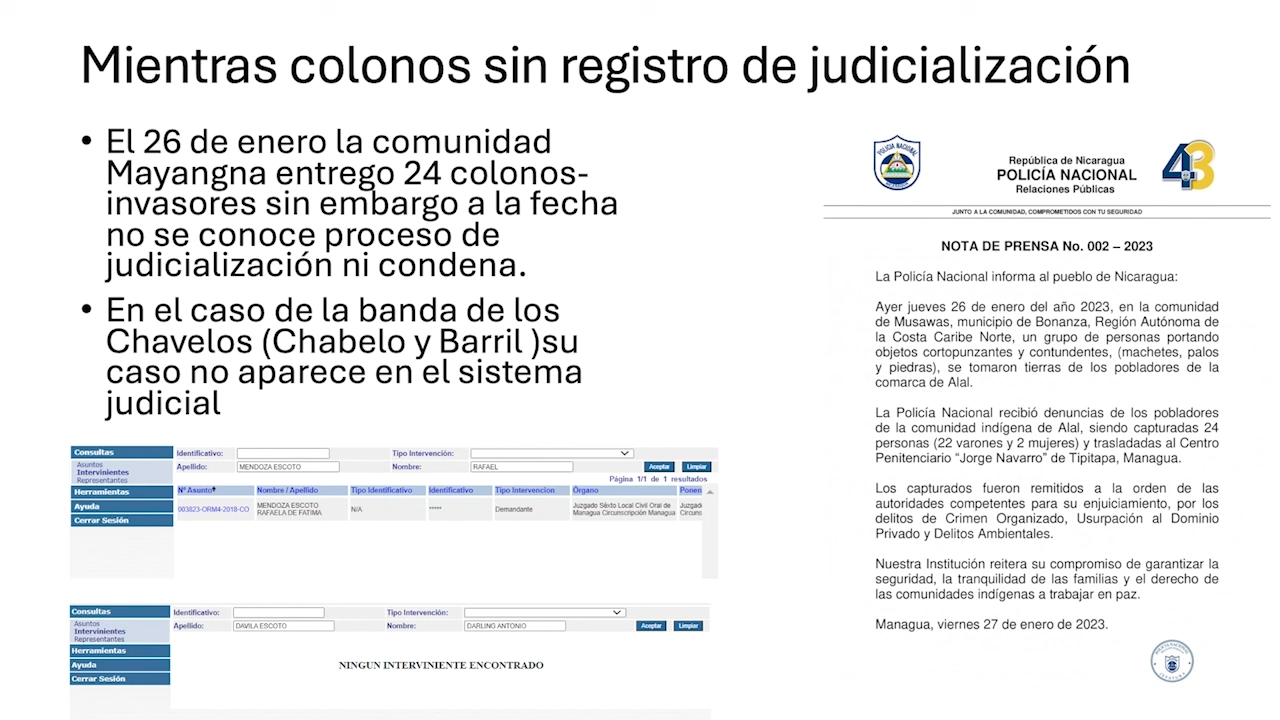 Mientras colonos sin registro de judicialización
• El 26 de enero la comunidad
Mayangna entrego 24 colonos-
invasores sin embargo a la fecha
no se conoce proceso de
judicialización ni condena.
• En el caso de la banda de los
Chavelos (Chabelo y Barril )su
caso no aparece en el sistema
judicial
Consultas
Asuntos
Intervinientes
Representantes
Herramientas
Ayuda
Cerrar Sesión
Identificativo: Tipo Intervención:
Apellido: MENDOZA ESCOTO Nombre: RAFAEL Aceptar Limpiar
Página 1/1 de 1 resultados
Nº Asunto Nombre / Apellido Tipo Identificativo Identificativo Tipo Intervencion Órgano Ponen
003823-ORM4-2018-CO MENDOZA ESCOTO RAFAELA DE FATIMA N/A ***** Demandante Juzgado Séxto Local Civil Oral de Managua Circunscripción Managua Juzgado Circuns
Consultas
Asuntos
Intervinientes
Representantes
Herramientas
Ayuda
Cerrar Sesión
Identificativo: Tipo Intervención:
Apellido: DAVILA ESCOTO Nombre: DARLING ANTONIO Aceptar Limpiar
NINGUN INTERVINIENTE ENCONTRADO
POLICIA NACIONAL
República de Nicaragua
POLICÍA NACIONAL
Relaciones Públicas
43
JUNTO A LA COMUNIDAD, COMPROMETIDOS CON TU SEGURIDAD
NOTA DE PRENSA No. 002 – 2023
La Policía Nacional informa al pueblo de Nicaragua:
Ayer jueves 26 de enero del año 2023, en la comunidad
de Musawas, municipio de Bonanza, Región Autónoma de
la Costa Caribe Norte, un grupo de personas portando
objetos cortopunzantes y contundentes, (machetes, palos
y piedras), se tomaron tierras de los pobladores de la
comarca de Alal.
La Policía Nacional recibió denuncias de los pobladores
de la comunidad indígena de Alal, siendo capturadas 24
personas (22 varones y 2 mujeres) y trasladadas al Centro
Penitenciario “Jorge Navarro” de Tipitapa, Managua.
Los capturados fueron remitidos a la orden de las
autoridades competentes para su enjuiciamiento, por los
delitos de Crimen Organizado, Usurpación al Dominio
Privado y Delitos Ambientales.
Nuestra Institución reitera su compromiso de garantizar la
seguridad, la tranquilidad de las familias y el derecho de
las comunidades indígenas a trabajar en paz.
Managua, viernes 27 de enero de 2023.